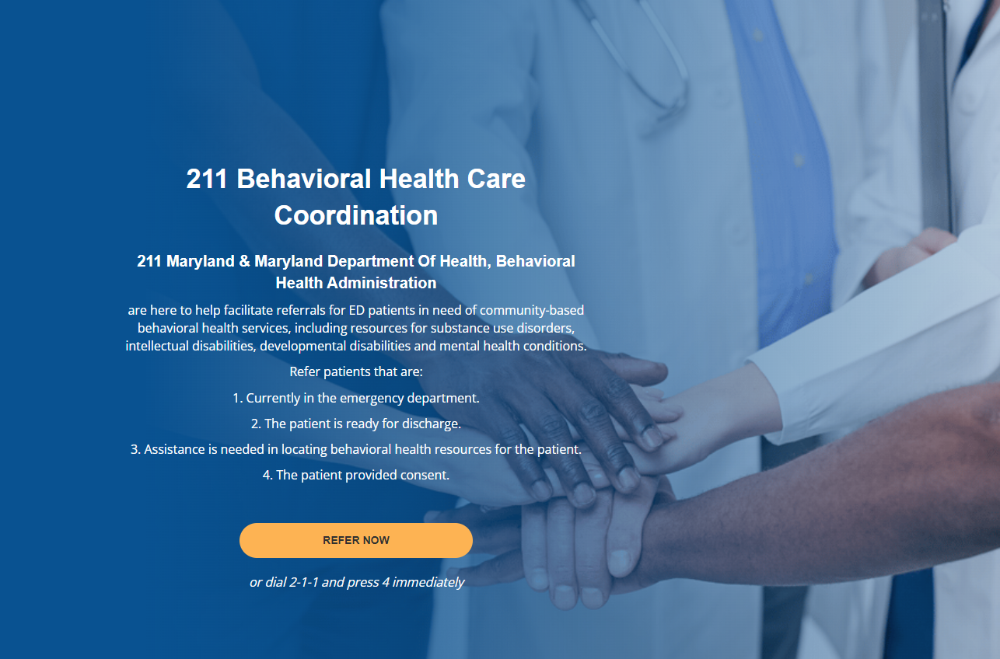 211 Behavioral Health Care
Coordination
211 Maryland & Maryland Department Of Health, Behavioral
Health Administration
are here to help facilitate referrals for ED patients in need of community-based
behavioral health services, including resources for substance use disorders,
intellectual disabilities, developmental disabilities and mental health conditions.
Refer patients that are:
1. Currently in the emergency department.
2. The patient is ready for discharge.
3. Assistance is needed in locating behavioral health resources for the patient.
4. The patient provided consent.
REFER NOW
or dial 2-1-1 and press 4 immediately